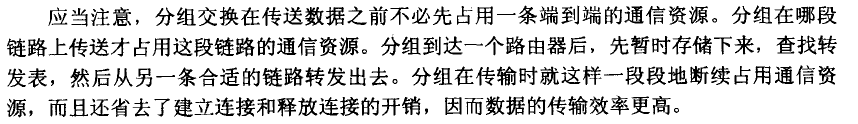 应当注意，分组交换在传送数据之前不必先占用一条端到端的通信资源。分组在哪段
链路上传送才占用这段链路的通信资源。分组到达一个路由器后，先暂时存储下来，查找转
发表，然后从另一条合适的链路转发出去。分组在传输时就这样一段段地断续占用通信资
源，而且还省去了建立连接和释放连接的开销，因而数据的传输效率更高。